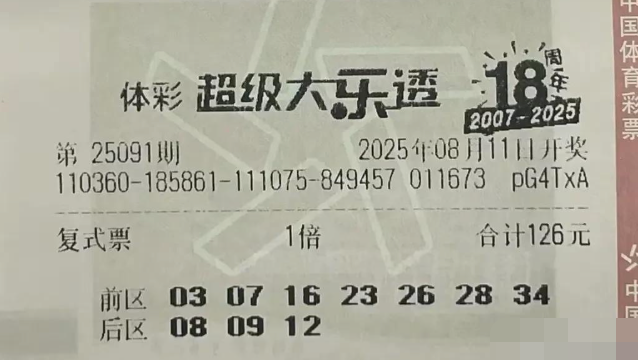 体彩 超级大乐透 18周年
2007-2025
第 25091期 2025年08月11日开奖
110360-185861-111075-849457 011673 pG4TxA
复式票 1倍 合计126元
前区 03 07 16 23 26 28 34
后区 08 09 12
中国体育彩票
中国